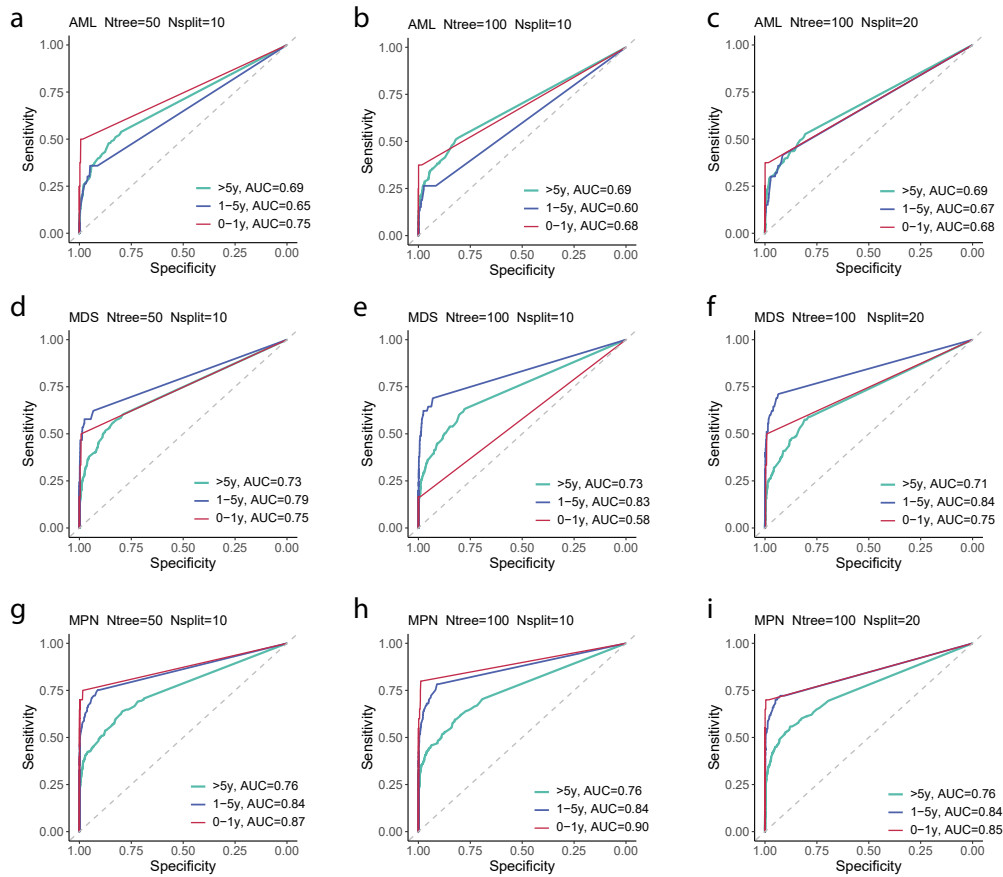 a
AML Ntree=50 Nsplit=10
1.00
0.75
0.50
0.25
0.00
Sensitivity
>5y, AUC=0.69
1−5y, AUC=0.65
0−1y, AUC=0.75
1.00 0.75 0.50 0.25 0.00
Specificity
b
AML Ntree=100 Nsplit=10
1.00
0.75
0.50
0.25
0.00
Sensitivity
>5y, AUC=0.69
1−5y, AUC=0.60
0−1y, AUC=0.68
1.00 0.75 0.50 0.25 0.00
Specificity
c
AML Ntree=100 Nsplit=20
1.00
0.75
0.50
0.25
0.00
Sensitivity
>5y, AUC=0.69
1−5y, AUC=0.67
0−1y, AUC=0.68
1.00 0.75 0.50 0.25 0.00
Specificity
d
MDS Ntree=50 Nsplit=10
1.00
0.75
0.50
0.25
0.00
Sensitivity
>5y, AUC=0.73
1−5y, AUC=0.79
0−1y, AUC=0.75
1.00 0.75 0.50 0.25 0.00
Specificity
e
MDS Ntree=100 Nsplit=10
1.00
0.75
0.50
0.25
0.00
Sensitivity
>5y, AUC=0.73
1−5y, AUC=0.83
0−1y, AUC=0.58
1.00 0.75 0.50 0.25 0.00
Specificity
f
MDS Ntree=100 Nsplit=20
1.00
0.75
0.50
0.25
0.00
Sensitivity
>5y, AUC=0.71
1−5y, AUC=0.84
0−1y, AUC=0.75
1.00 0.75 0.50 0.25 0.00
Specificity
g
MPN Ntree=50 Nsplit=10
1.00
0.75
0.50
0.25
0.00
Sensitivity
>5y, AUC=0.76
1−5y, AUC=0.84
0−1y, AUC=0.87
1.00 0.75 0.50 0.25 0.00
Specificity
h
MPN Ntree=100 Nsplit=10
1.00
0.75
0.50
0.25
0.00
Sensitivity
>5y, AUC=0.76
1−5y, AUC=0.84
0−1y, AUC=0.90
1.00 0.75 0.50 0.25 0.00
Specificity
i
MPN Ntree=100 Nsplit=20
1.00
0.75
0.50
0.25
0.00
Sensitivity
>5y, AUC=0.76
1−5y, AUC=0.84
0−1y, AUC=0.85
1.00 0.75 0.50 0.25 0.00
Specificity